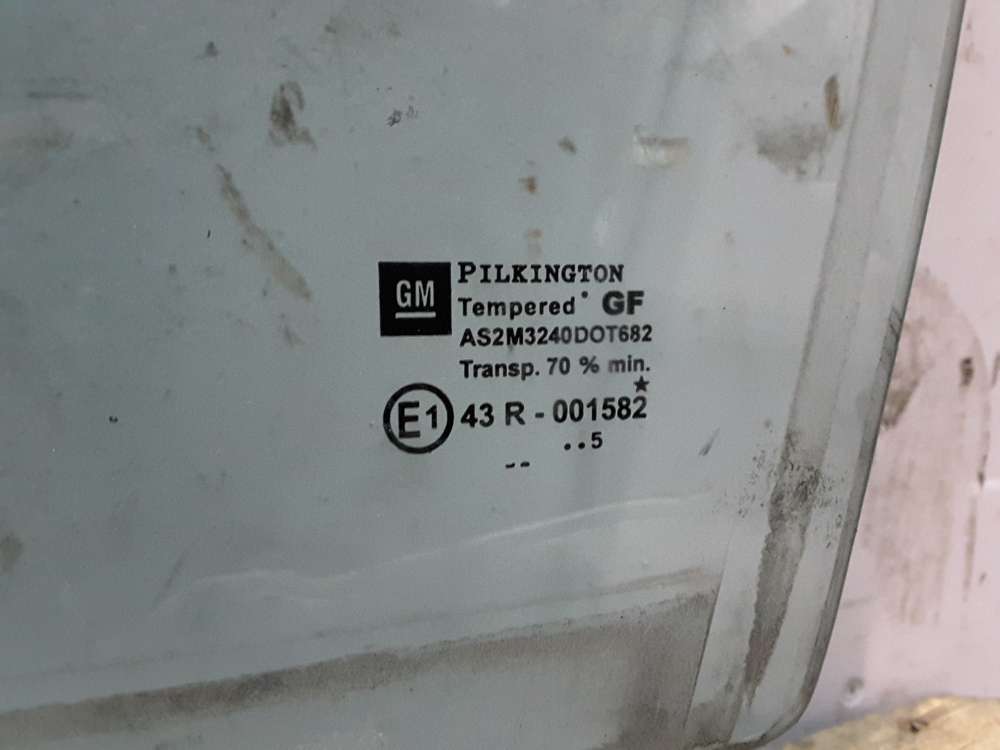 GM
PILKINGTON
Tempered GF
AS2M3240DOT682
Transp. 70 % min.
E1 43 R - 001582
..5
--